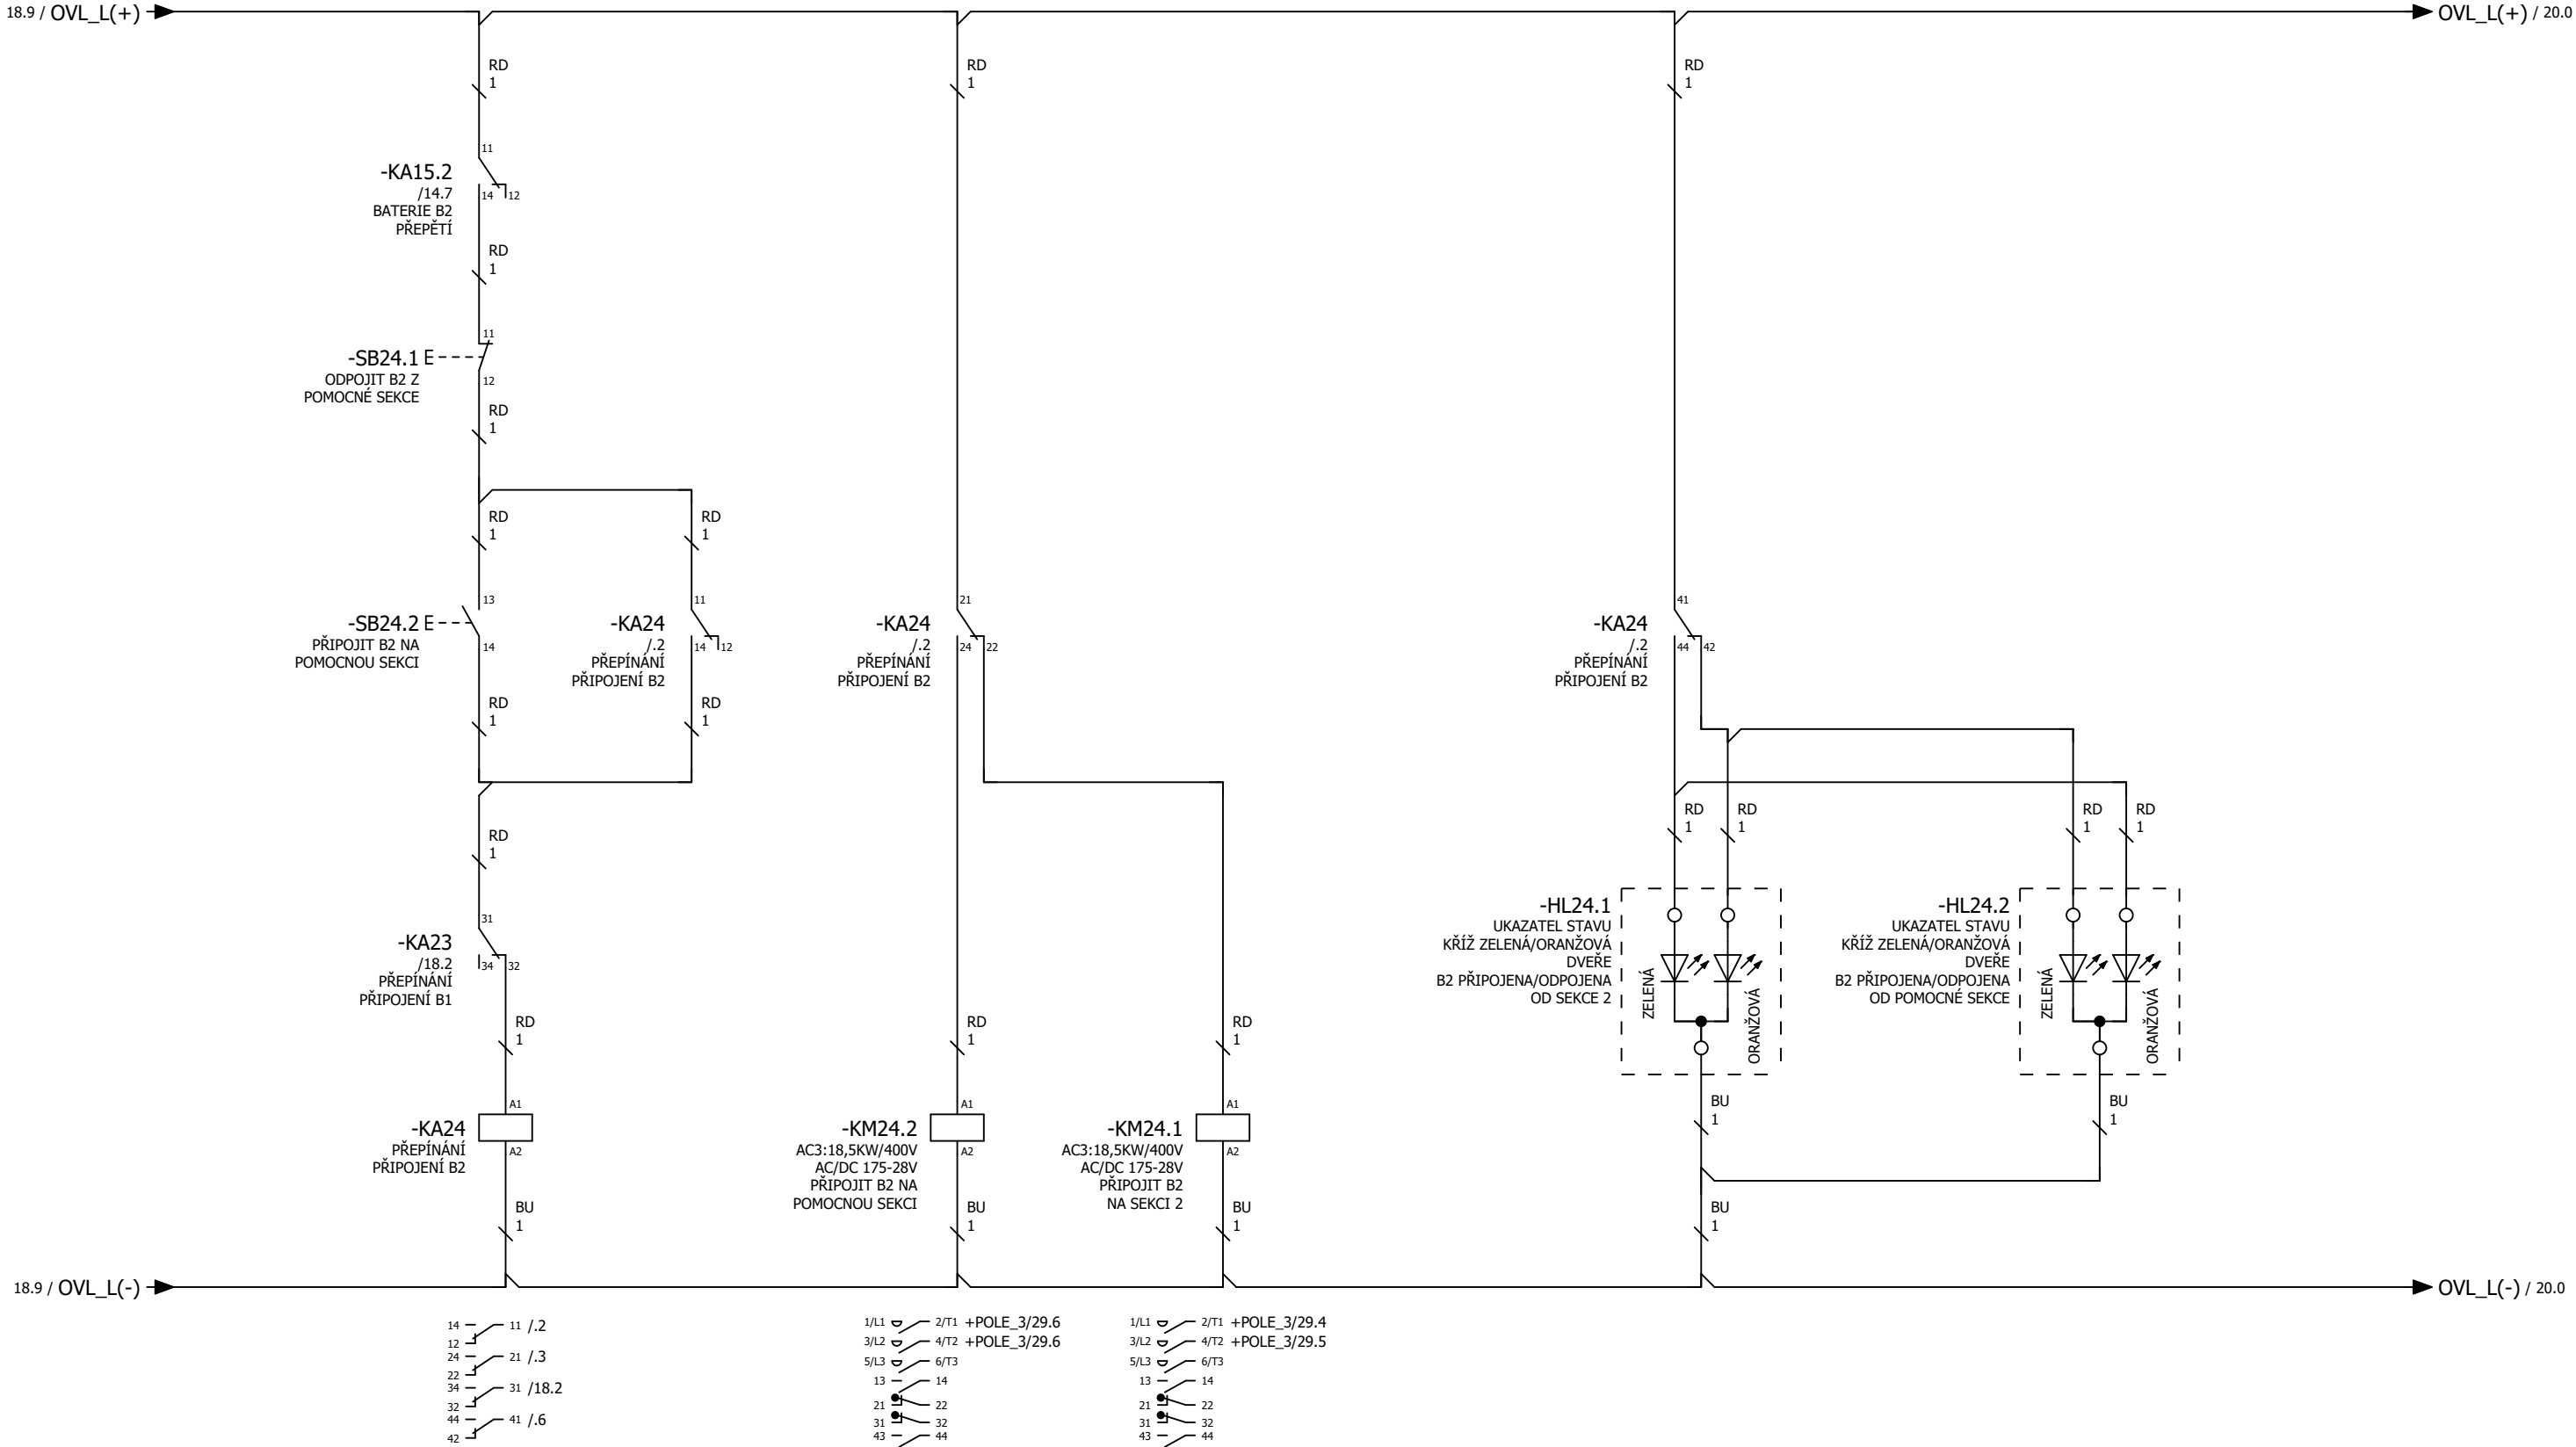 18.9 / OVL_L(+)
OVL_L(+) / 20.0
RD
1
RD
1
RD
1
11
-KA15.2
/14.7
BATERIE B2
PŘEPĚTÍ
14
12
RD
1
11
-SB24.1
ODPOJIT B2 Z
POMOCNÉ SEKCE
12
RD
1
RD
1
RD
1
13
-SB24.2
PŘIPOJIT B2 NA
POMOCNOU SEKCI
14
11
-KA24
/.2
PŘEPÍNÁNÍ
PŘIPOJENÍ B2
14
12
21
-KA24
/.2
PŘEPÍNÁNÍ
PŘIPOJENÍ B2
24
22
41
-KA24
/.2
PŘEPÍNÁNÍ
PŘIPOJENÍ B2
44
42
RD
1
RD
1
RD
1
RD
1
RD
1
RD
1
RD
1
31
-KA23
/18.2
PŘEPÍNÁNÍ
PŘIPOJENÍ B1
34
32
-HL24.1
UKAZATEL STAVU
KŘÍŽ ZELENÁ/ORANŽOVÁ
DVEŘE
B2 PŘIPOJENA/ODPOJENA
OD SEKCE 2
ZELENÁ
ORANŽOVÁ
-HL24.2
UKAZATEL STAVU
KŘÍŽ ZELENÁ/ORANŽOVÁ
DVEŘE
B2 PŘIPOJENA/ODPOJENA
OD POMOCNÉ SEKCE
ZELENÁ
ORANŽOVÁ
RD
1
RD
1
RD
1
A1
-KA24
PŘEPÍNÁNÍ
PŘIPOJENÍ B2
A2
A1
-KM24.2
AC3:18,5KW/400V
AC/DC 175-28V
PŘIPOJIT B2 NA
POMOCNOU SEKCI
A2
A1
-KM24.1
AC3:18,5KW/400V
AC/DC 175-28V
PŘIPOJIT B2
NA SEKCI 2
A2
BU
1
BU
1
BU
1
BU
1
BU
1
BU
1
18.9 / OVL_L(-)
OVL_L(-) / 20.0
14 11 /.2
12
24 21 /.3
22
34 31 /18.2
32
44 41 /.6
42
1/L1 2/T1 +POLE_3/29.6
3/L2 4/T2 +POLE_3/29.6
5/L3 6/T3
13 14
21 22
31 32
43 44
1/L1 2/T1 +POLE_3/29.4
3/L2 4/T2 +POLE_3/29.5
5/L3 6/T3
13 14
21 22
31 32
43 44